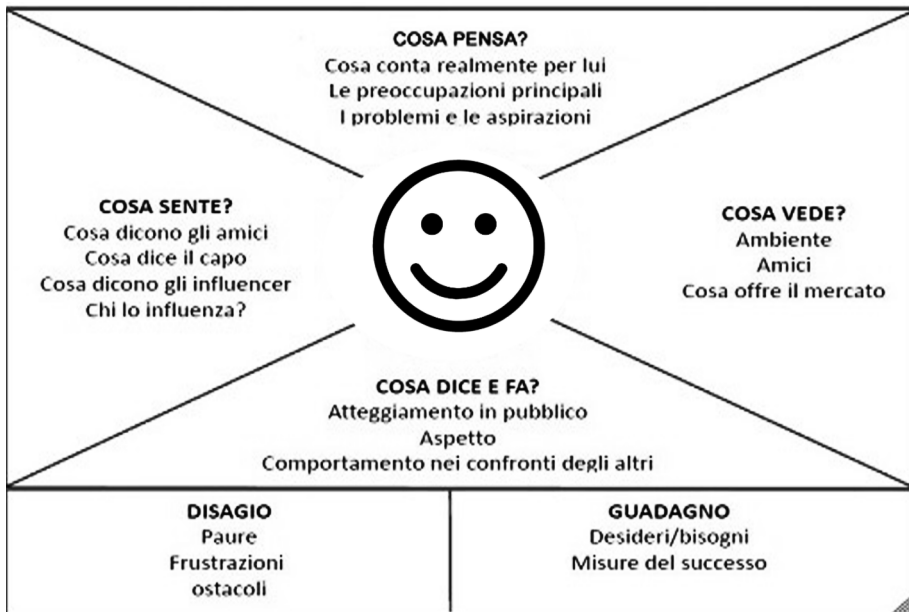 COSA PENSA?
Cosa conta realmente per lui
Le preoccupazioni principali
I problemi e le aspirazioni
COSA SENTE?
Cosa dicono gli amici
Cosa dice il capo
Cosa dicono gli influencer
Chi lo influenza?
COSA VEDE?
Ambiente
Amici
Cosa offre il mercato
COSA DICE E FA?
Atteggiamento in pubblico
Aspetto
Comportamento nei confronti degli altri
DISAGIO
Paure
Frustrazioni
ostacoli
GUADAGNO
Desideri/bisogni
Misure del successo